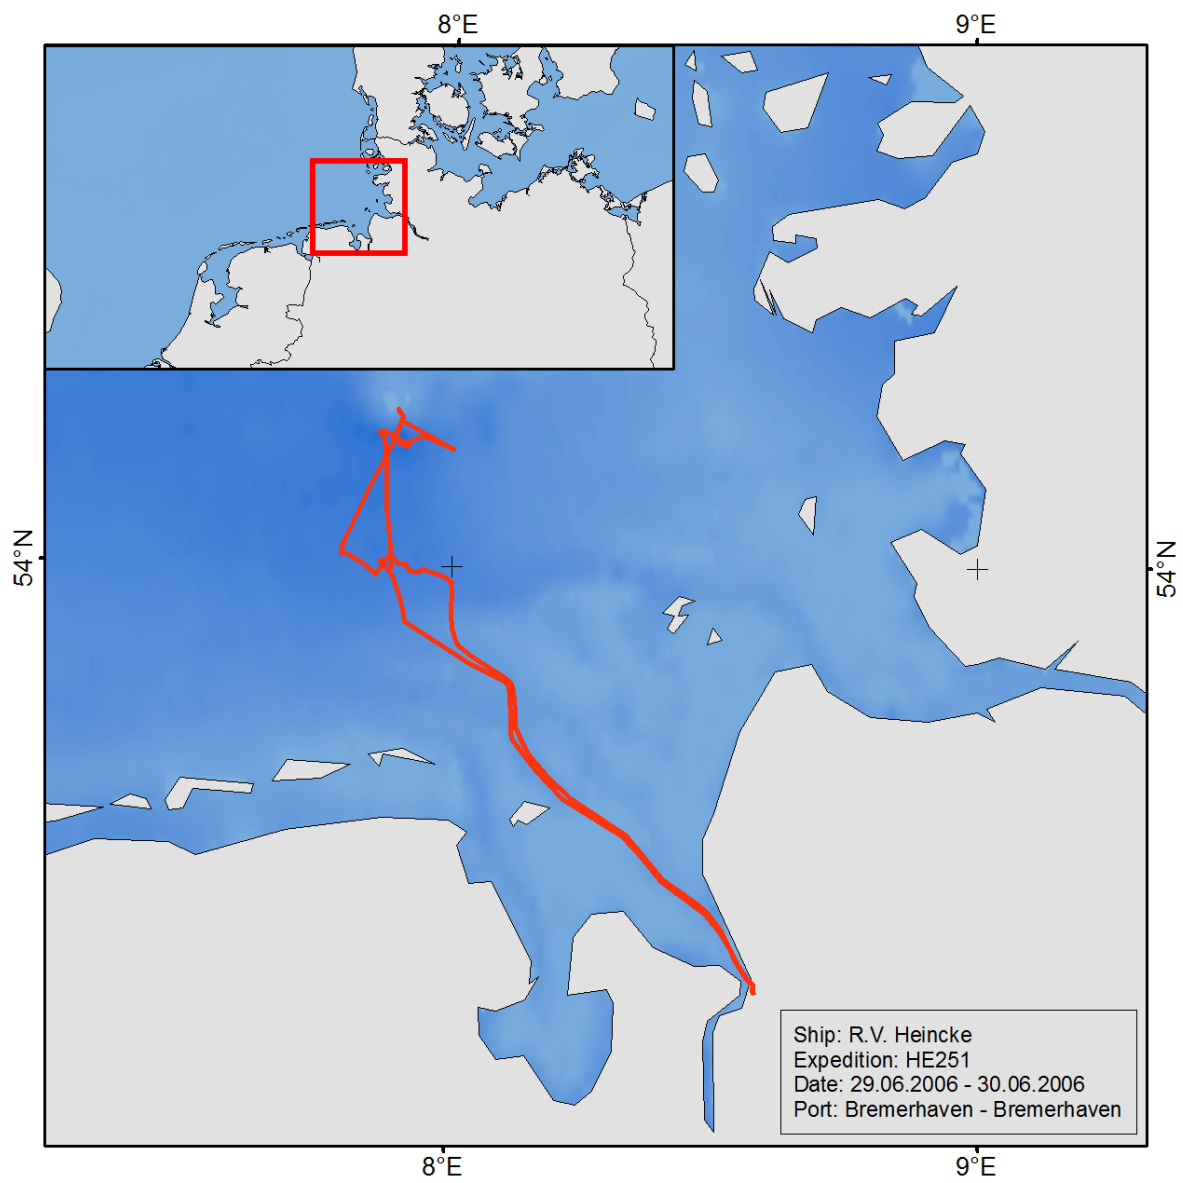 8°E
9°E
54°N
54°N
Ship: R.V. Heincke
Expedition: HE251
Date: 29.06.2006 - 30.06.2006
Port: Bremerhaven - Bremerhaven
8°E
9°E